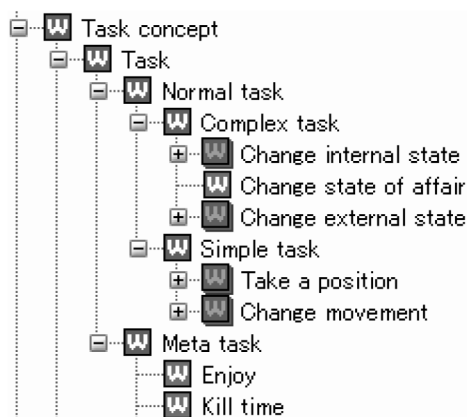 Task concept
Task
Normal task
Complex task
Change internal state
Change state of affair
Change external state
Simple task
Take a position
Change movement
Meta task
Enjoy
Kill time